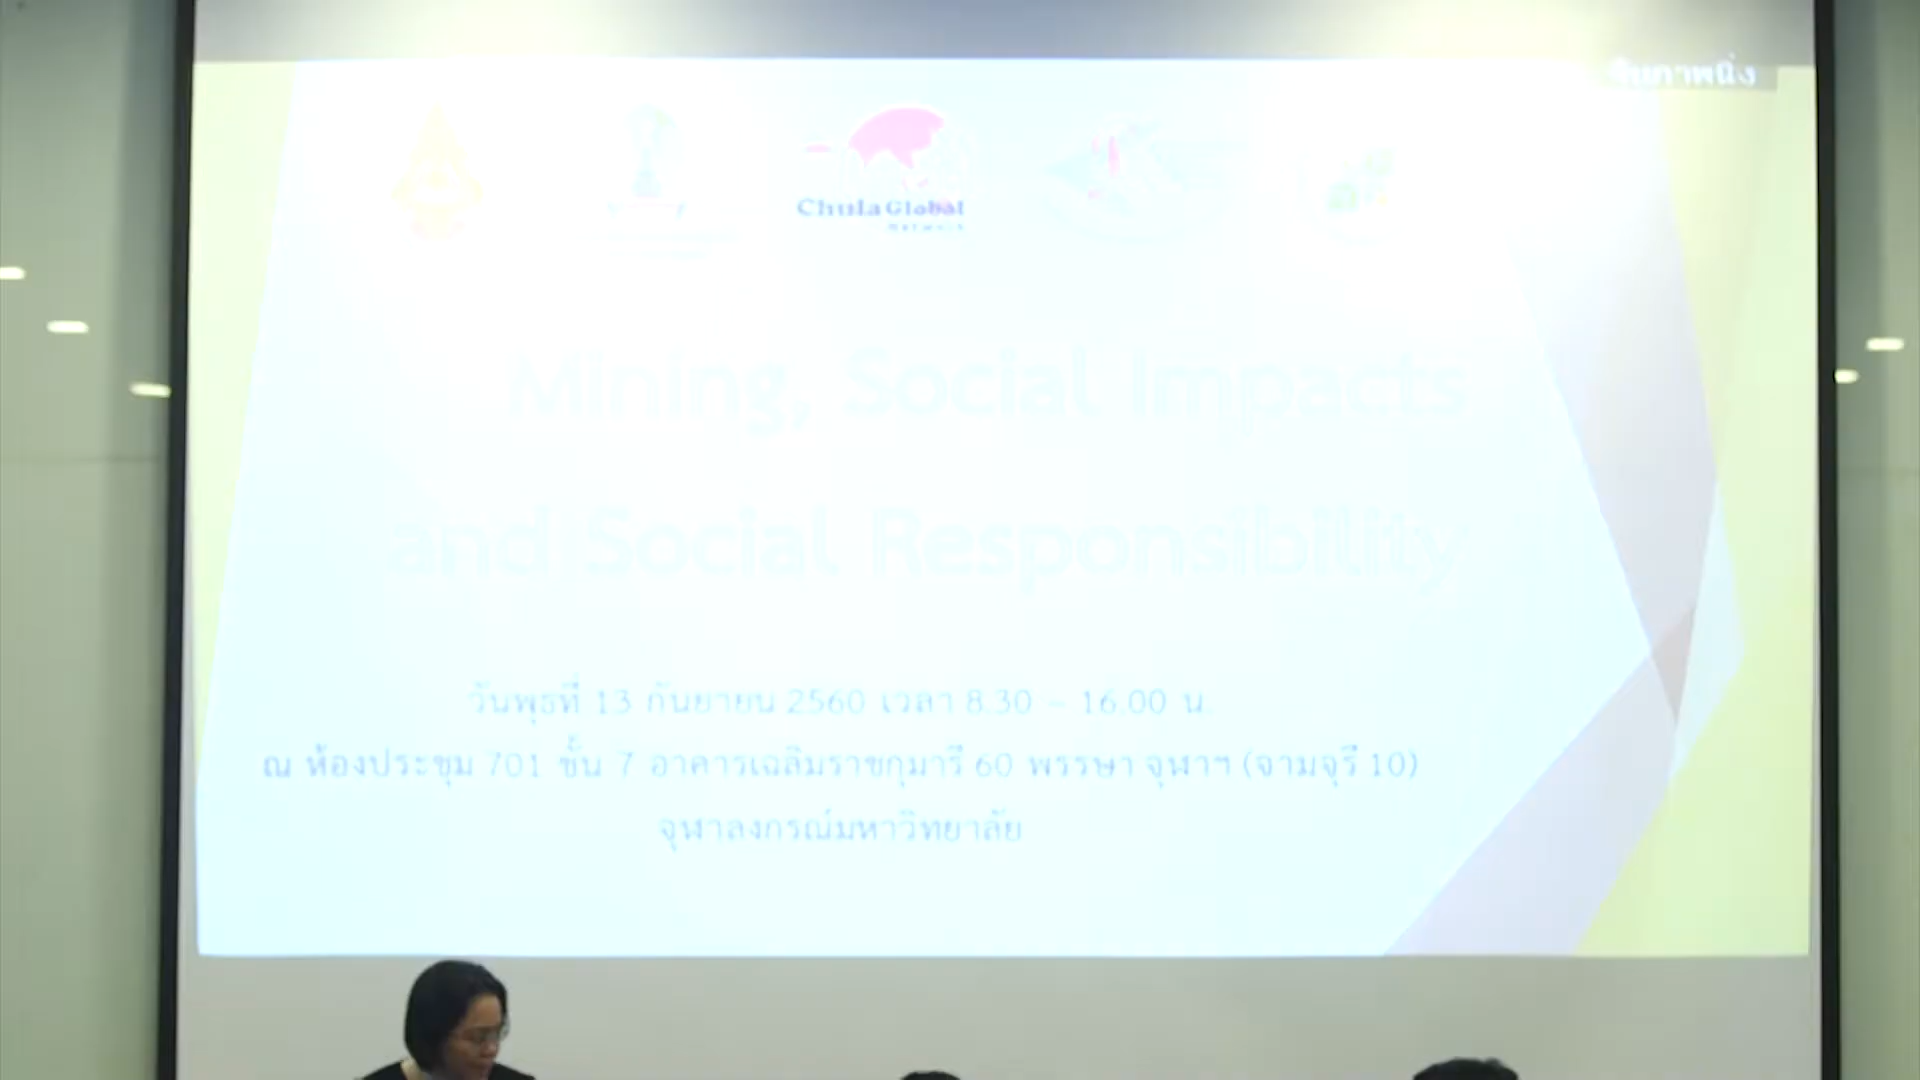 Chula Global
Mining, Social Impacts
and Social Responsibility
วันพุธที่ 13 กันยายน 2560 เวลา 8.30 – 16.00 น.
ณ ห้องประชุม 701 ชั้น 7 อาคารเฉลิมราชกุมารี 60 พรรษา จุฬาฯ (จามจุรี 10)
จุฬาลงกรณ์มหาวิทยาลัย